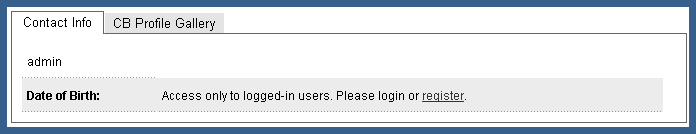 Contact Info CB Profile Gallery
admin
Date of Birth: Access only to logged-in users. Please login or register.